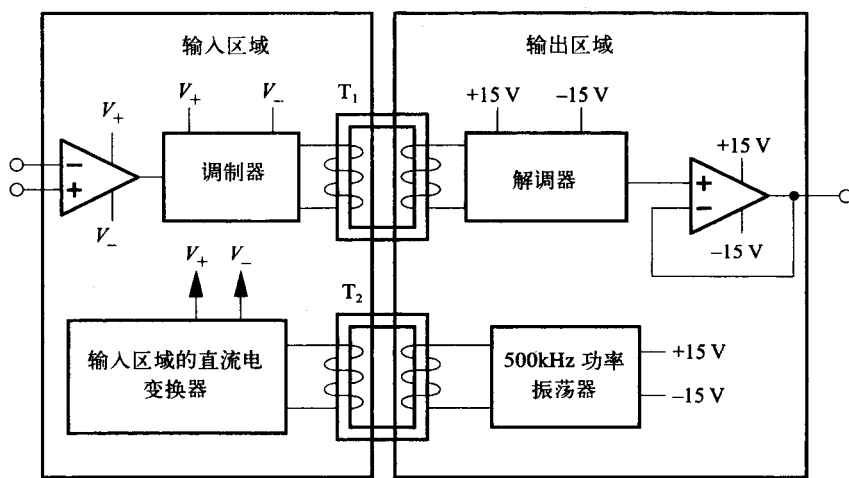 输入区域
输出区域
V+
V−
T1
+15 V
−15 V
V+
−
+
V−
调制器
解调器
+
−
+15 V
−15 V
V+
V−
T2
输入区域的直流电
变换器
500kHz 功率
振荡器
+15 V
−15 V